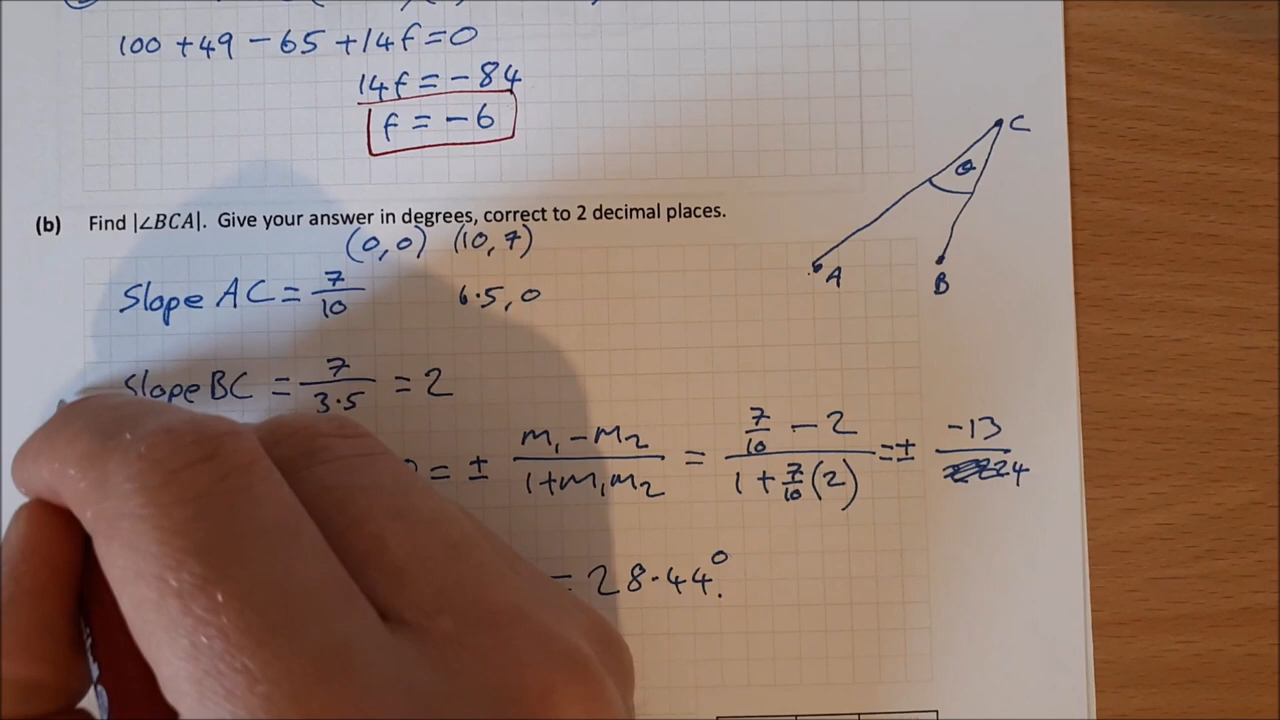 100 + 49 - 65 + 14f = 0
14f = -84
f = -6
(b) Find |∠BCA|. Give your answer in degrees, correct to 2 decimal places.
(0,0) (10,7)
Slope AC = 7/10 6.5, 0
Slope BC = 7/3.5 = 2
= ± m₁ - m₂ / 1 + m₁m₂ = 7/10 - 2 / 1 + 7/10 (2) = ± -13 / 24
= 28.44°.
C
θ
A
B